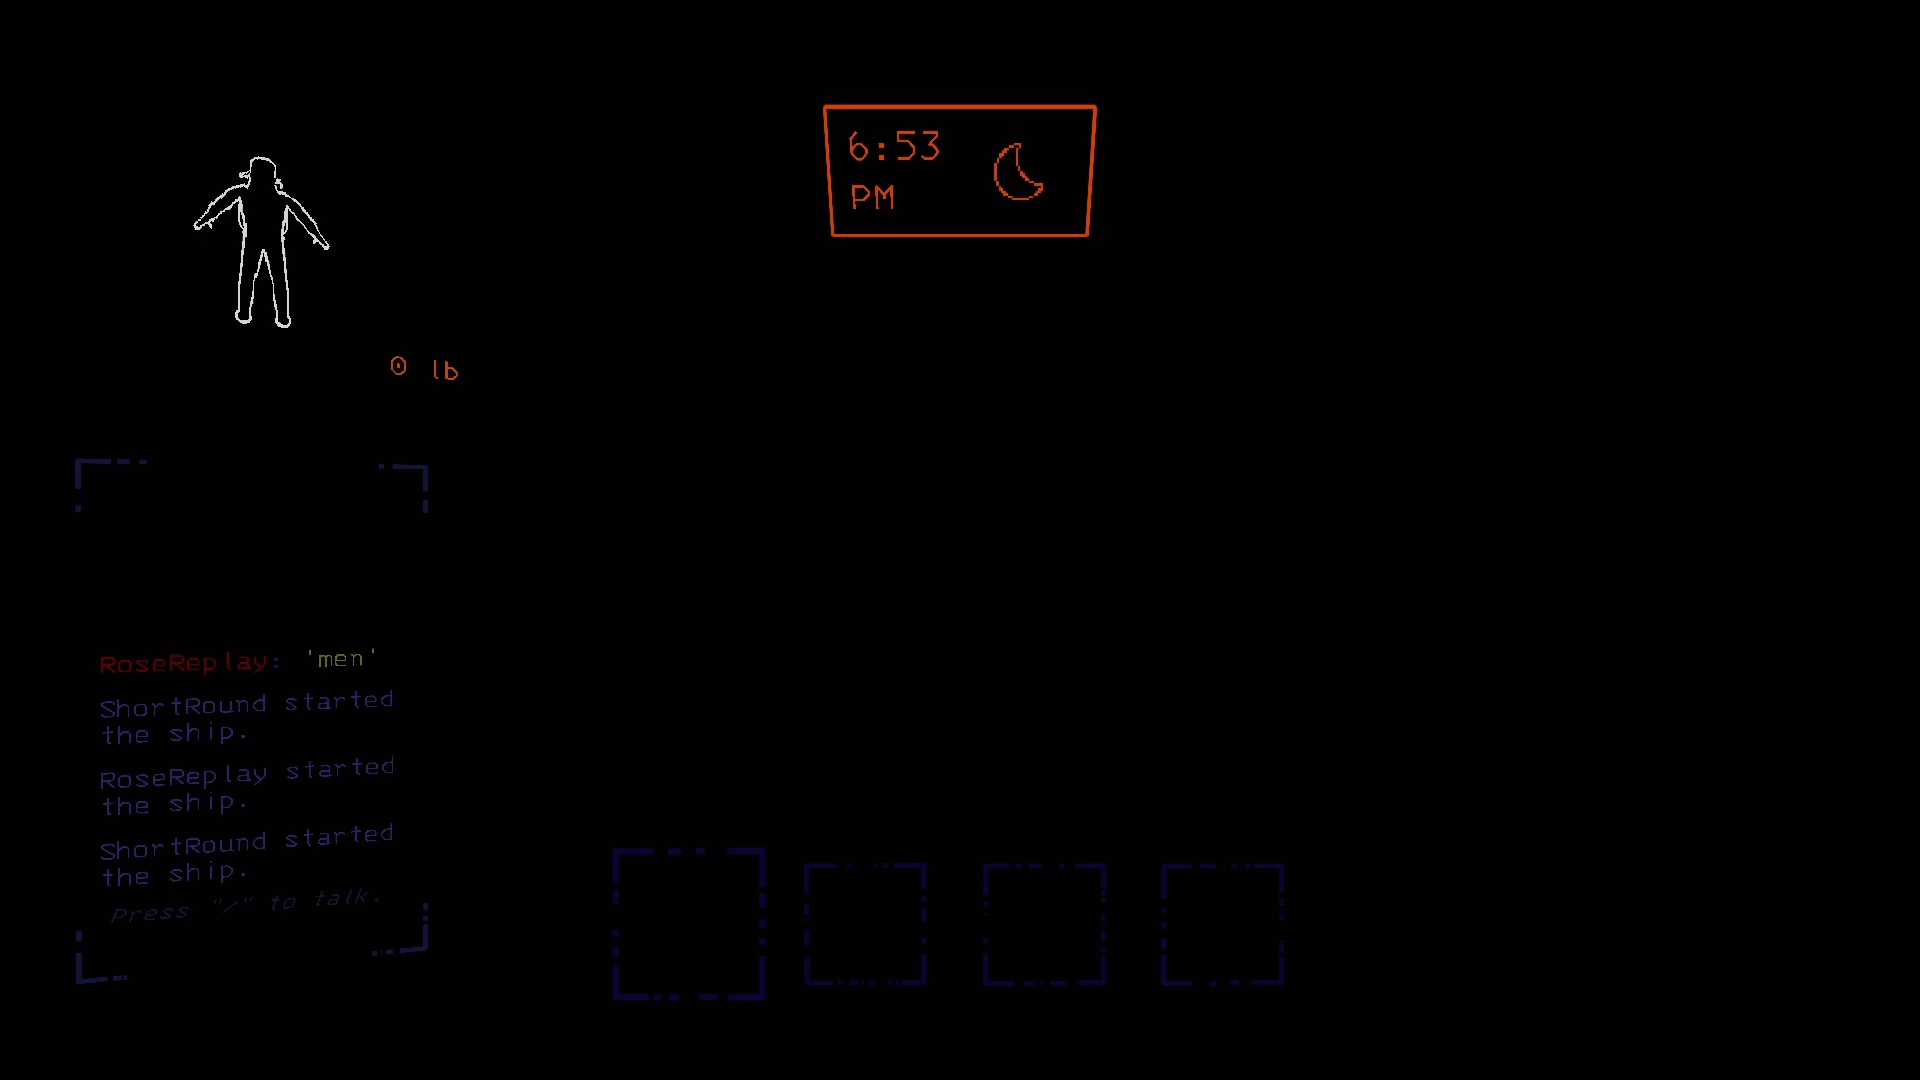 6:53
PM
0 lb
RoseReplay: 'men'
ShortRound started
the ship.
RoseReplay started
the ship.
ShortRound started
the ship.
Press "/" to talk.